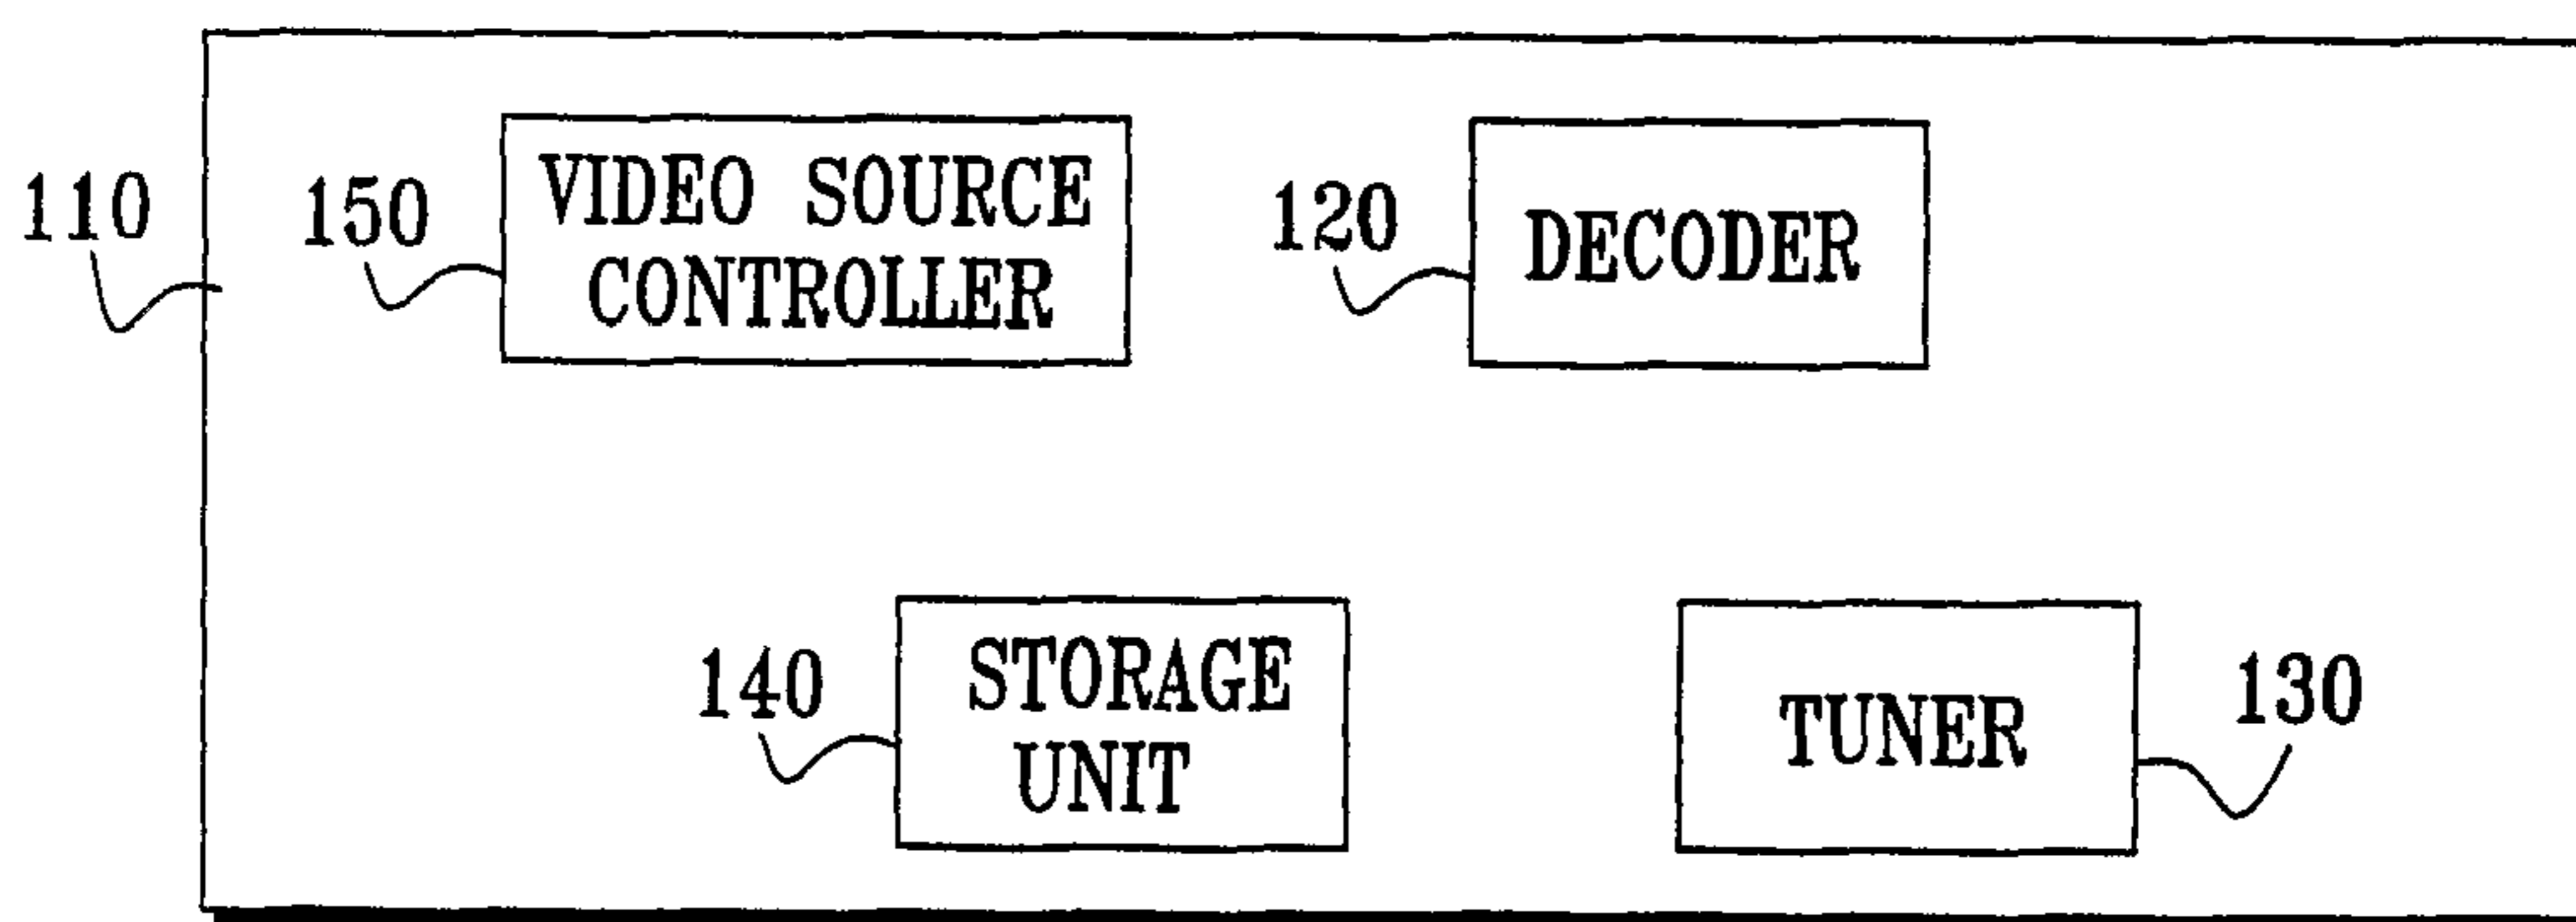 110
150
VIDEO SOURCE
CONTROLLER
120
DECODER
140
STORAGE
UNIT
TUNER
130